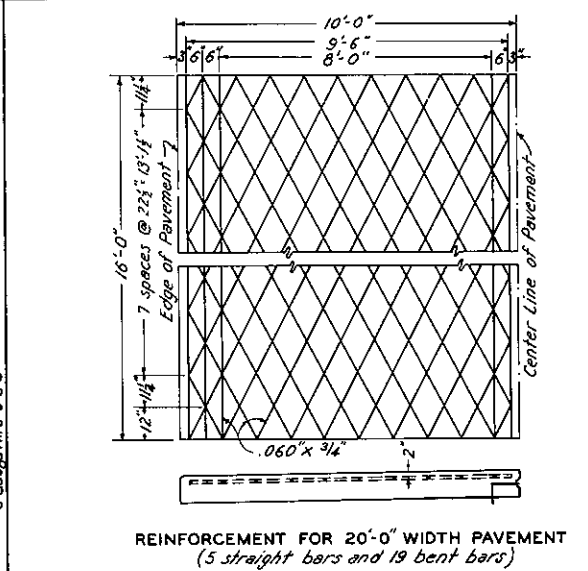 10'-0"
9'-6"
3" 6" 6" 8'-0" 6" 3"
11¼"
7 spaces @ 22½" 13'-1½"
16'-0"
Edge of Pavement
Center Line of Pavement
12" 11¼"
.060" x 3/4"
2"
REINFORCEMENT FOR 20'-0" WIDTH PAVEMENT
(5 straight bars and 19 bent bars)